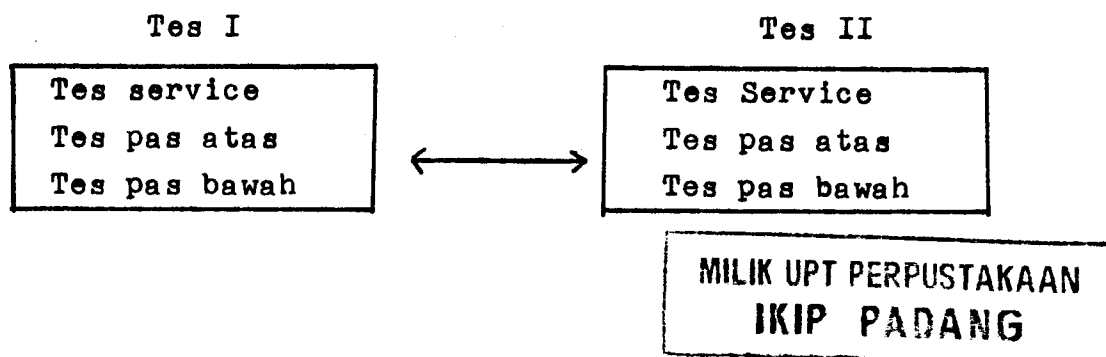 Tes I
Tes II
Tes service
Tes pas atas
Tes pas bawah
Tes Service
Tes pas atas
Tes pas bawah
MILIK UPT PERPUSTAKAAN
IKIP PADANG